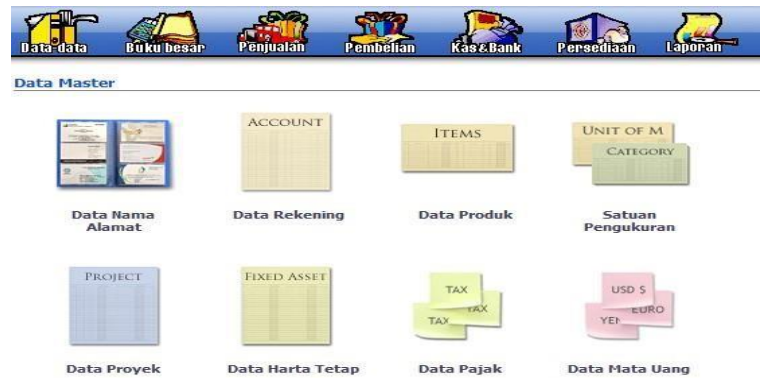 Data-data Buku besar Penjualan Pembelian Kas&Bank Persediaan Laporan
Data Master
ACCOUNT
ITEMS
UNIT OF M
CATEGORY
Data Nama
Alamat
Data Rekening
Data Produk
Satuan
Pengukuran
PROJECT
FIXED ASSET
TAX
TAX
TAX
USD $
EURO
YEN
Data Proyek
Data Harta Tetap
Data Pajak
Data Mata Uang